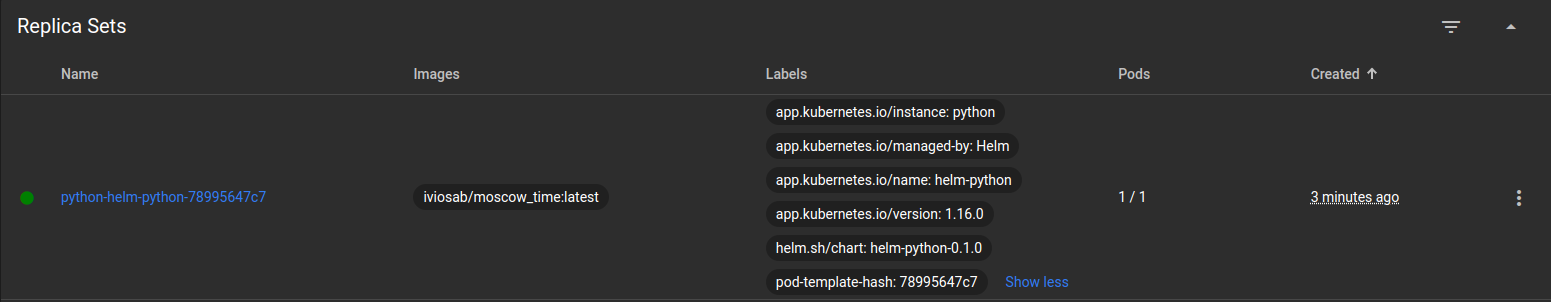 Replica Sets
Name Images Labels Pods Created
app.kubernetes.io/instance: python
app.kubernetes.io/managed-by: Helm
app.kubernetes.io/name: helm-python
python-helm-python-78995647c7 iviosab/moscow_time:latest 1 / 1 3 minutes ago
app.kubernetes.io/version: 1.16.0
helm.sh/chart: helm-python-0.1.0
pod-template-hash: 78995647c7 Show less